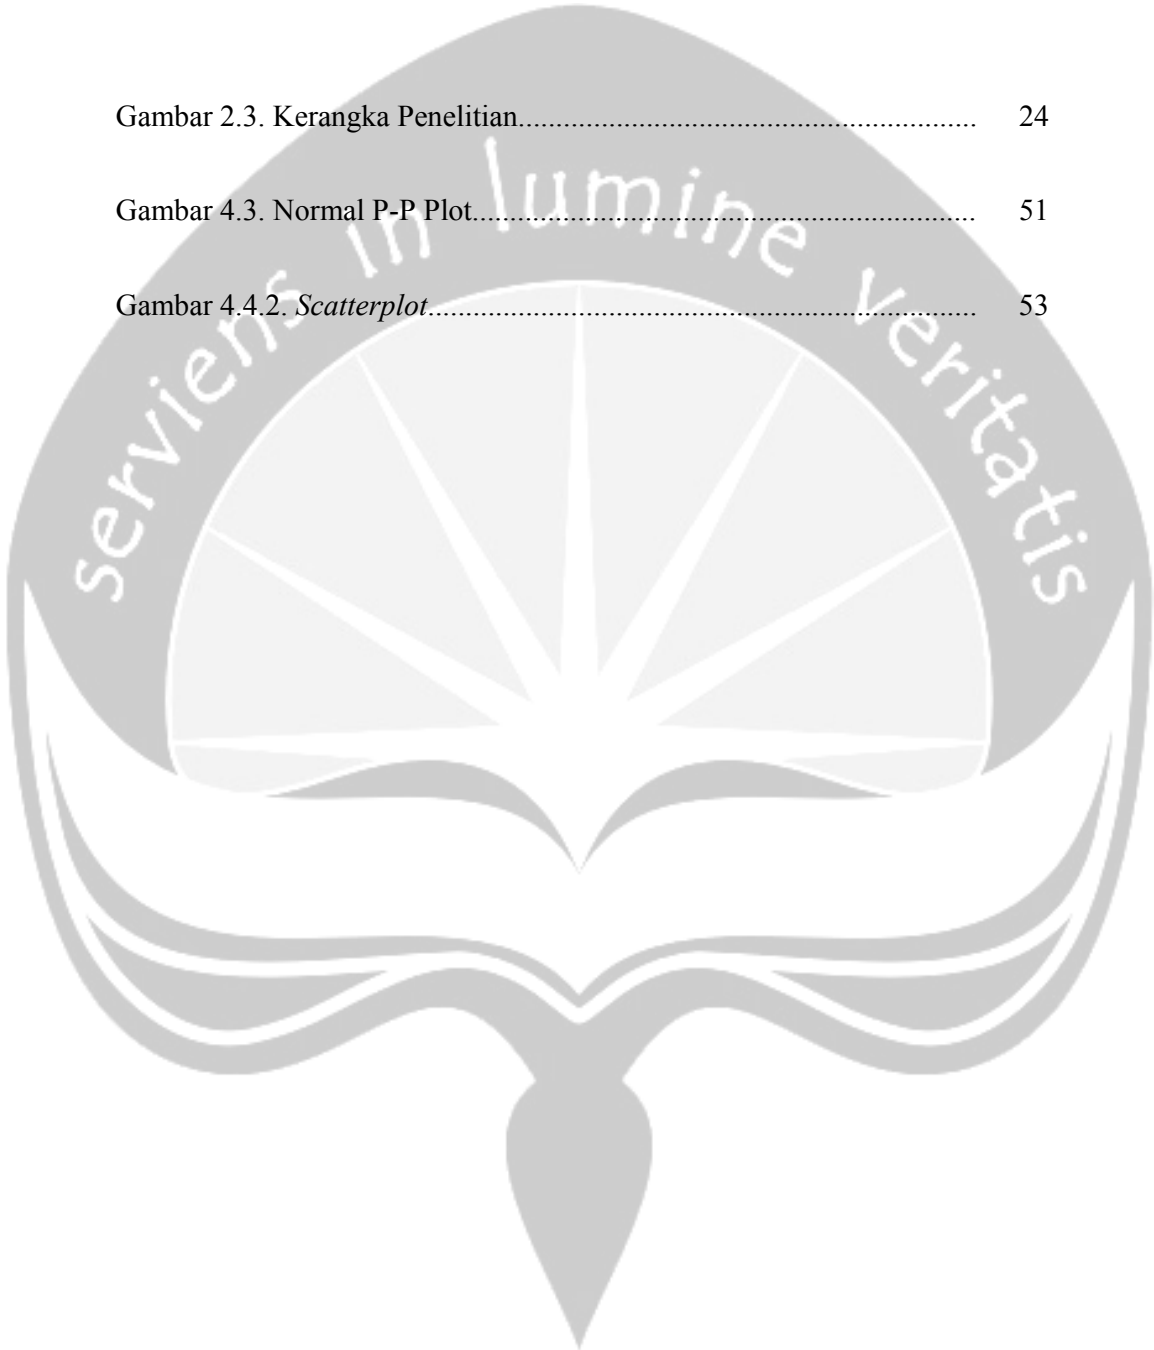 Gambar 2.3. Kerangka Penelitian............................................................. 24
Gambar 4.3. Normal P-P Plot................................................................... 51
Gambar 4.4.2. Scatterplot......................................................................... 53
serviens in lumine veritatis